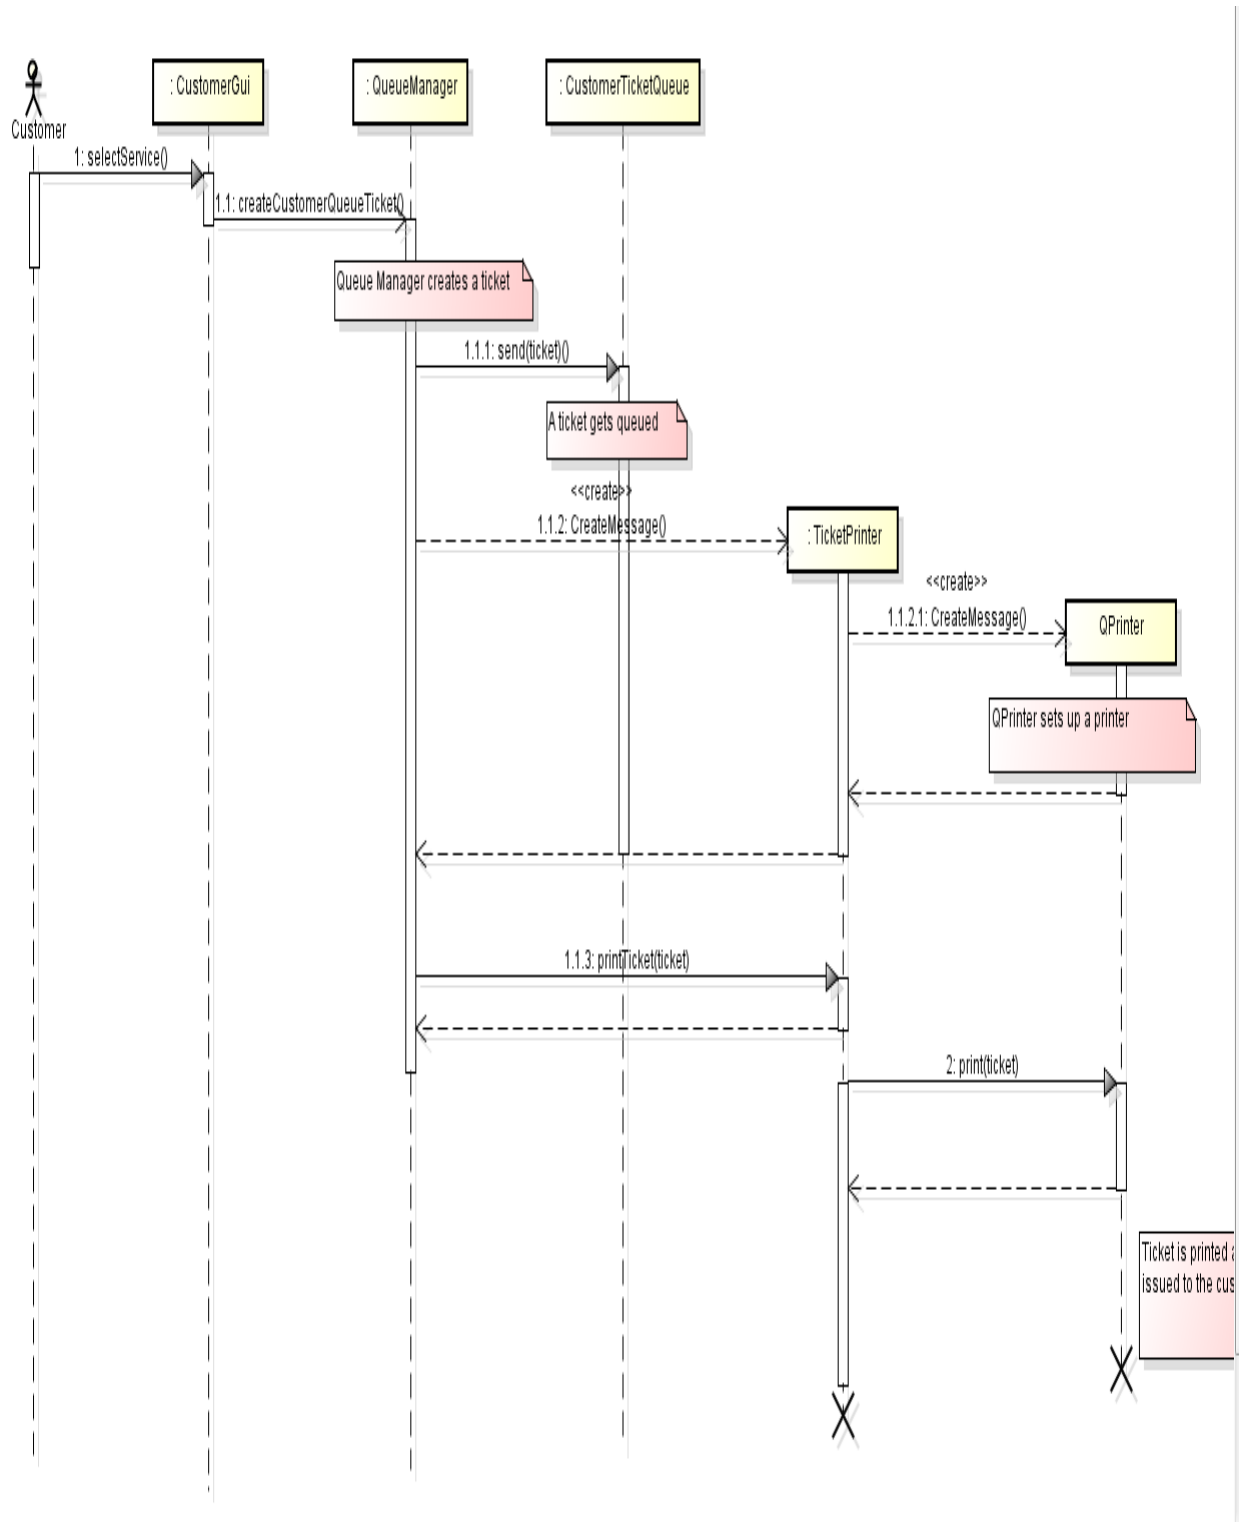 : CustomerGui
: QueueManager
: CustomerTicketQueue
Customer
1: selectService()
1.1: createCustomerQueueTicket()
Queue Manager creates a ticket
1.1.1: send(ticket)()
A ticket gets queued
<<create>>
1.1.2: CreateMessage()
: TicketPrinter
<<create>>
1.1.2.1: CreateMessage()
QPrinter
QPrinter sets up a printer
1.1.3: printTicket(ticket)
2: print(ticket)
Ticket is printed
issued to the